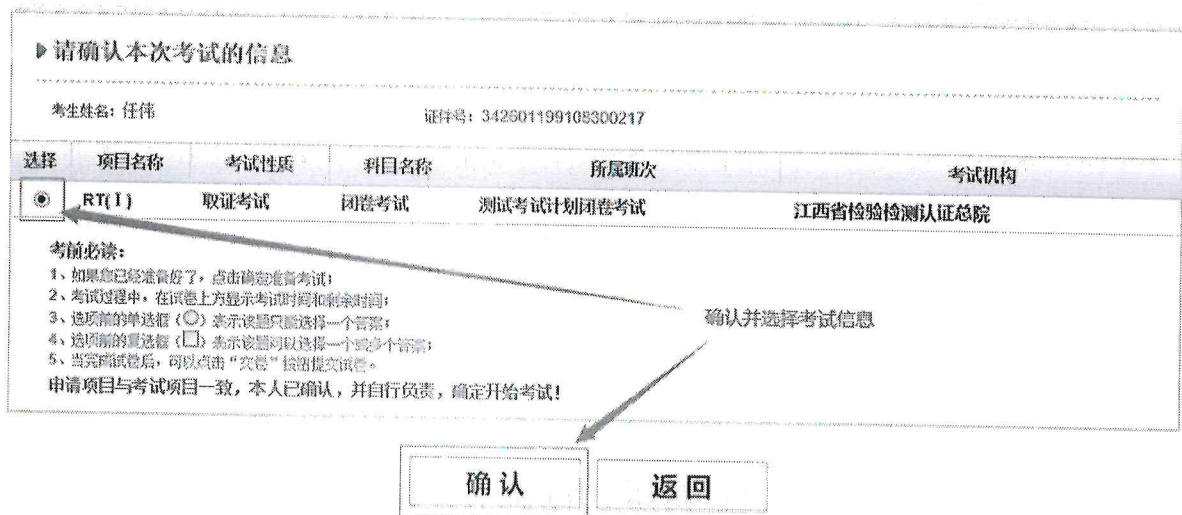 请确认本次考试的信息
考生姓名：任伟 证件号：342601199108300217
选择 项目名称 考试性质 科目名称 所属班次 考试机构
RT(Ⅰ) 取证考试 闭卷考试 测试考试计划闭卷考试 江西省检验检测认证总院
考前必读：
1、如果您已经准备好了，点击确定准备考试；
2、考试过程中，在试卷上方显示考试时间和剩余时间；
3、选项前的单选框（○）表示该题只能选择一个答案；
4、选项前的复选框（□）表示该题可以选择一个或多个答案；
5、当完成试卷后，可以点击“交卷”按钮提交试卷。
申请项目与考试项目一致，本人已确认，并自行负责，确定开始考试！
确认并选择考试信息
确 认 返 回